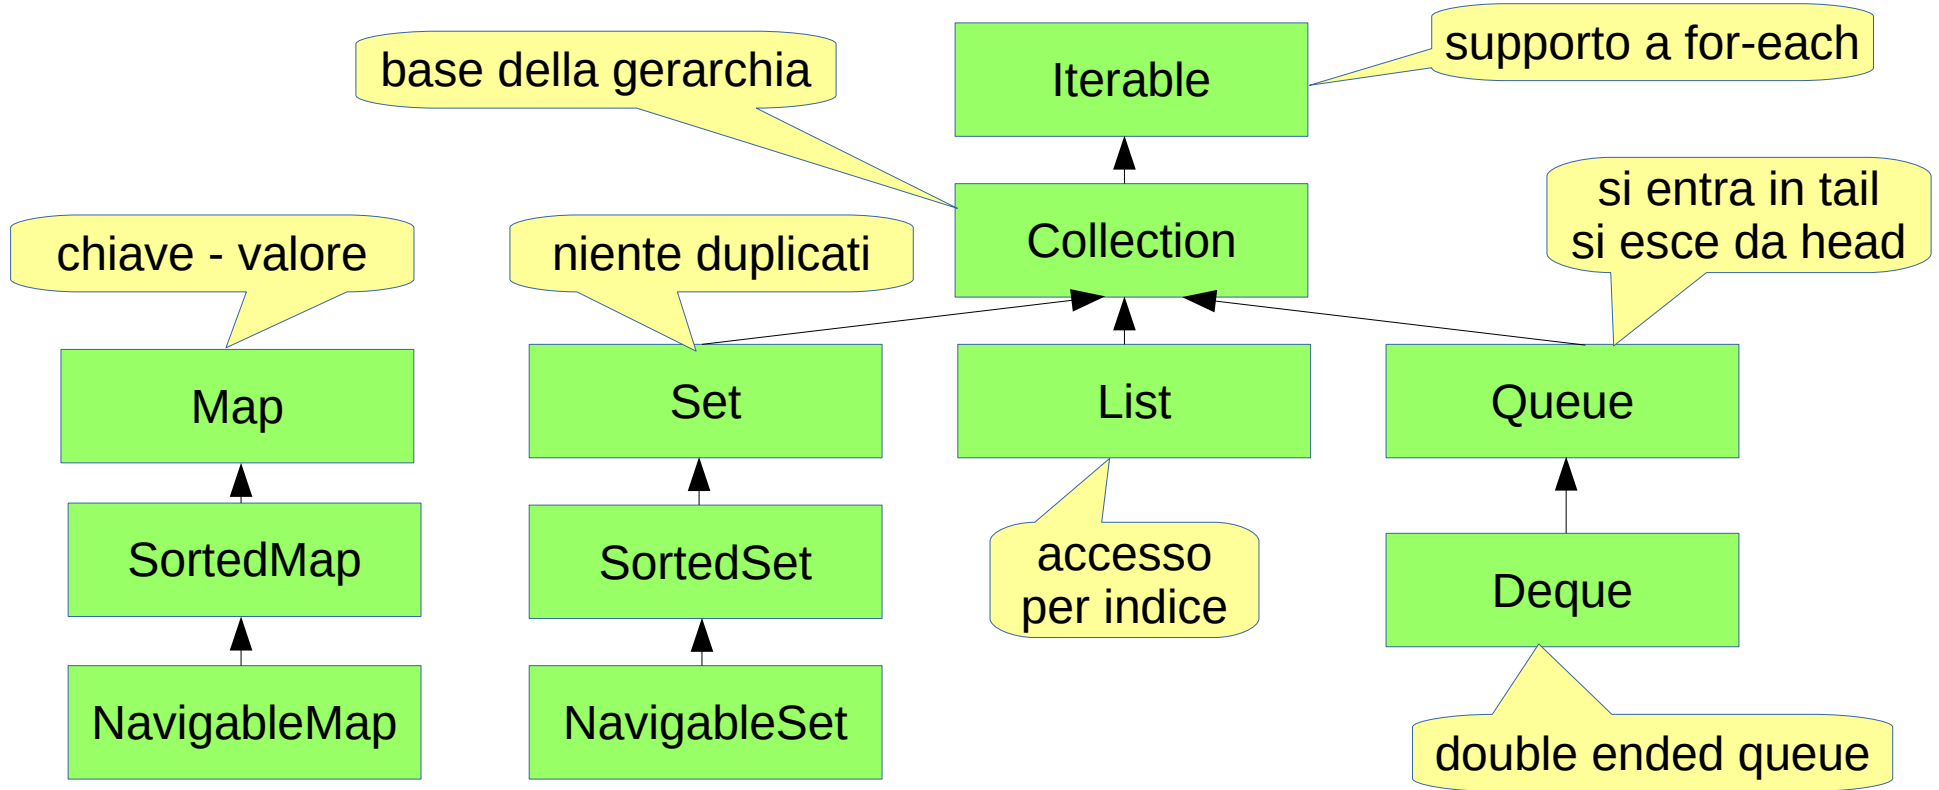 supporto a for-each
base della gerarchia
Iterable
si entra in tail
si esce da head
chiave - valore
niente duplicati
Collection
Map
Set
List
Queue
SortedMap
SortedSet
accesso
per indice
Deque
NavigableMap
NavigableSet
double ended queue